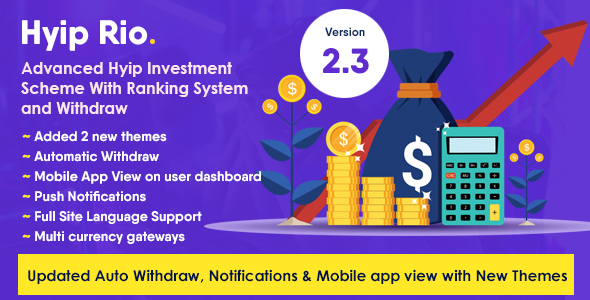 Hyip Rio.
Version
2.3
Advanced Hyip Investment
Scheme With Ranking System
and Withdraw
~ Added 2 new themes
~ Automatic Withdraw
~ Mobile App View on user dashboard
~ Push Notifications
~ Full Site Language Support
~ Multi currency gateways
$
$
$
$
$
Updated Auto Withdraw, Notifications & Mobile app view with New Themes